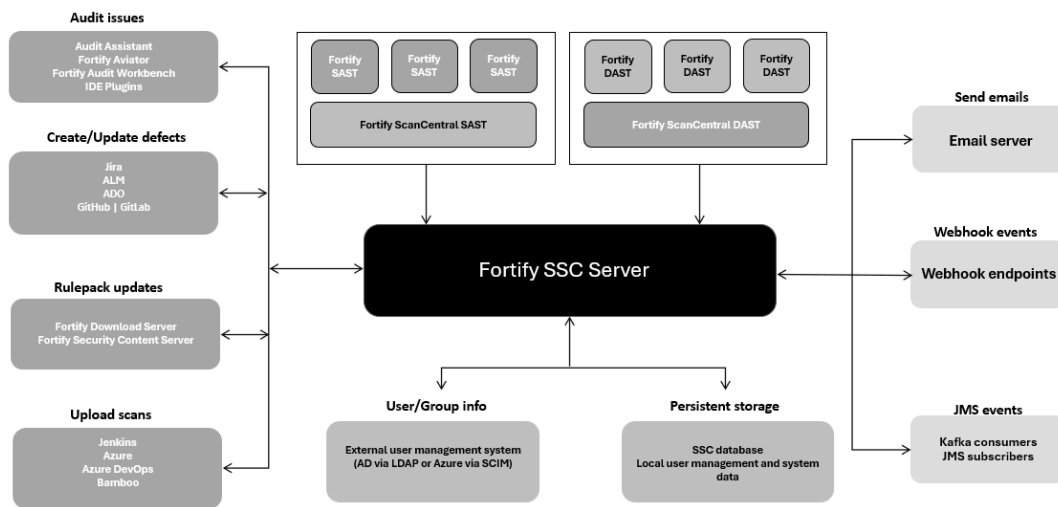 Audit issues
Audit Assistant
Fortify Aviator
Fortify Audit Workbench
IDE Plugins
Create/Update defects
Jira
ALM
ADO
GitHub | GitLab
Rulepack updates
Fortify Download Server
Fortify Security Content Server
Upload scans
Jenkins
Azure
Azure DevOps
Bamboo
Fortify
SAST
Fortify
SAST
Fortify
SAST
Fortify ScanCentral SAST
Fortify
DAST
Fortify
DAST
Fortify
DAST
Fortify ScanCentral DAST
Fortify SSC Server
User/Group info
External user management system
(AD via LDAP or Azure via SCIM)
Persistent storage
SSC database
Local user management and system
data
Send emails
Email server
Webhook events
Webhook endpoints
JMS events
Kafka consumers
JMS subscribers